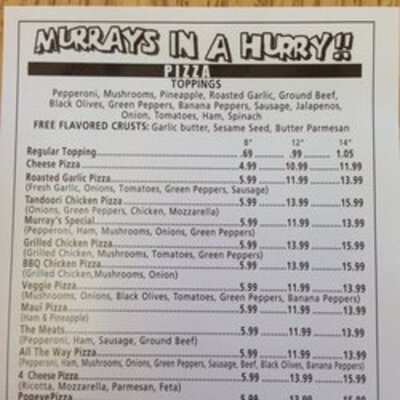 MURRAYS IN A HURRY!!
PIZZA
TOPPINGS
Pepperoni, Mushrooms, Pineapple, Roasted Garlic, Ground Beef,
Black Olives, Green Peppers, Banana Peppers, Sausage, Jalapenos,
Onion, Tomatoes, Ham, Spinach
FREE FLAVORED CRUSTS: Garlic butter, Sesame Seed, Butter Parmesan
8" 12" 14"
Regular Topping .69 .99 1.05
Cheese Pizza 4.99 10.99 11.99
Roasted Garlic Pizza 5.99 11.99 13.99
(Fresh Garlic, Onions, Tomatoes, Green Peppers, Sausage)
Tandoori Chicken Pizza 5.99 13.99 15.99
(Onions, Green Peppers, Chicken, Mozzarella)
Murray's Special 5.99 11.99 13.99
(Pepperoni, Ham, Mushrooms, Onions, Green Peppers)
Grilled Chicken Pizza 5.99 13.99 15.99
(Grilled Chicken, Mushrooms, Tomatoes, Green Peppers)
BBQ Chicken Pizza 5.99 13.99 15.99
(Grilled Chicken,Mushrooms, Onion)
Veggie Pizza 5.99 11.99 13.99
(Mushrooms, Onions, Black Olives, Tomatoes, Green Peppers, Banana Peppers)
Maui Pizza 5.99 11.99 13.99
(Ham & Pineapple)
The Meats 5.99 11.99 13.99
(Pepperoni, Ham, Sausage, Ground Beef)
All The Way Pizza 5.99 11.99 13.99
(Pepperoni, Ham, Mushrooms, Onions, Green Peppers, Sausage, Beef, Black Olives, Banana Peppers)
4 Cheese Pizza 5.99 13.99 15.99
(Ricotta, Mozzarella, Parmesan, Feta)
PopeyePizza 5.99 11.99 13.99